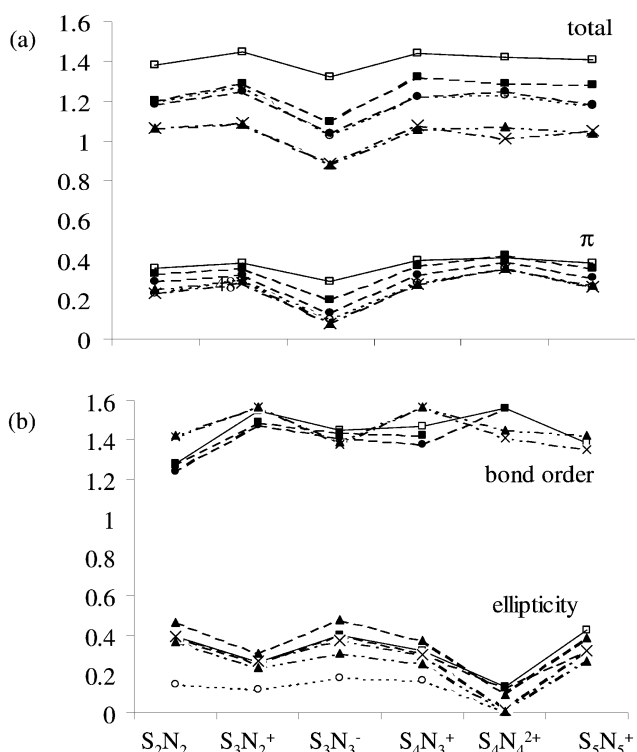 (a)
1.6
total
1.4
1.2
1
0.8
0.6
π
0.4
48
0.2
0
(b)
1.6
1.4
bond order
1.2
1
0.8
0.6
ellipticity
0.4
0.2
0
S₂N₂ S₃N₂⁺ S₃N₃⁻ S₄N₃⁺ S₄N₄²⁺ S₅N₅⁺